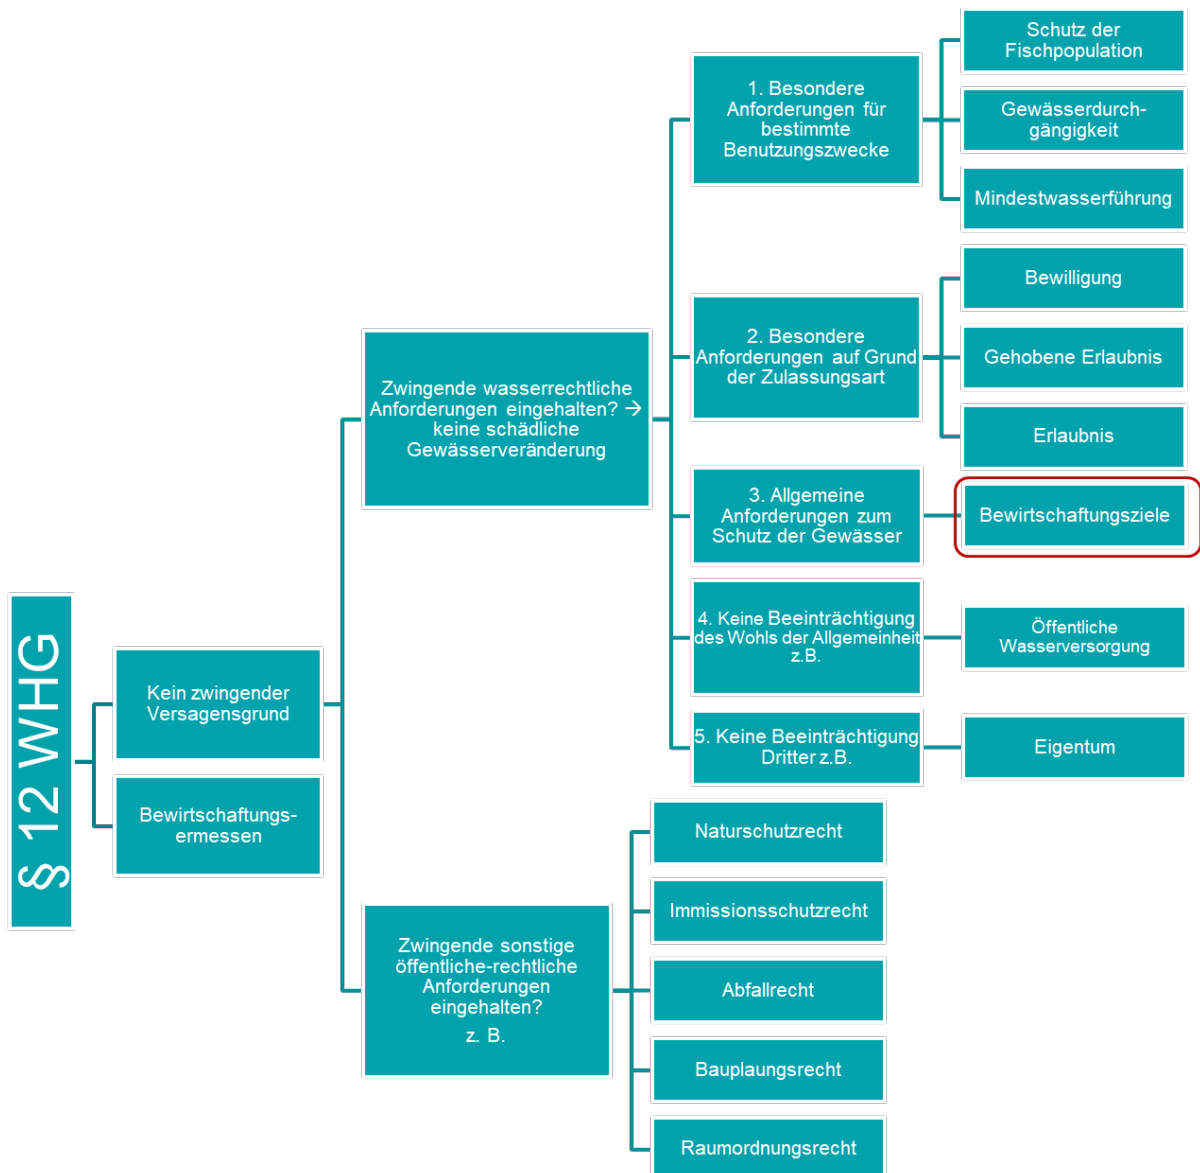 § 12 WHG
Kein zwingender
Versagensgrund
Bewirtschaftungs-
ermessen
Zwingende wasserrechtliche
Anforderungen eingehalten? →
keine schädliche
Gewässerveränderung
1. Besondere
Anforderungen für
bestimmte
Benutzungszwecke
Schutz der
Fischpopulation
Gewässerdurch-
gängigkeit
Mindestwasserführung
2. Besondere
Anforderungen auf Grund
der Zulassungsart
Bewilligung
Gehobene Erlaubnis
Erlaubnis
3. Allgemeine
Anforderungen zum
Schutz der Gewässer
Bewirtschaftungsziele
4. Keine Beeinträchtigung
des Wohls der Allgemeinheit
z.B.
Öffentliche
Wasserversorgung
5. Keine Beeinträchtigung
Dritter z.B.
Eigentum
Zwingende sonstige
öffentliche-rechtliche
Anforderungen
eingehalten?
z. B.
Naturschutzrecht
Immissionsschutzrecht
Abfallrecht
Bauplaungsrecht
Raumordnungsrecht